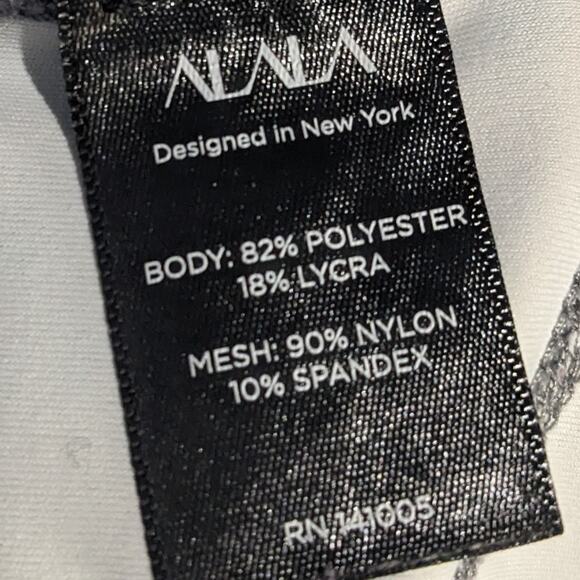 ALALA
Designed in New York
BODY: 82% POLYESTER
18% LYCRA
MESH: 90% NYLON
10% SPANDEX
RN 141005